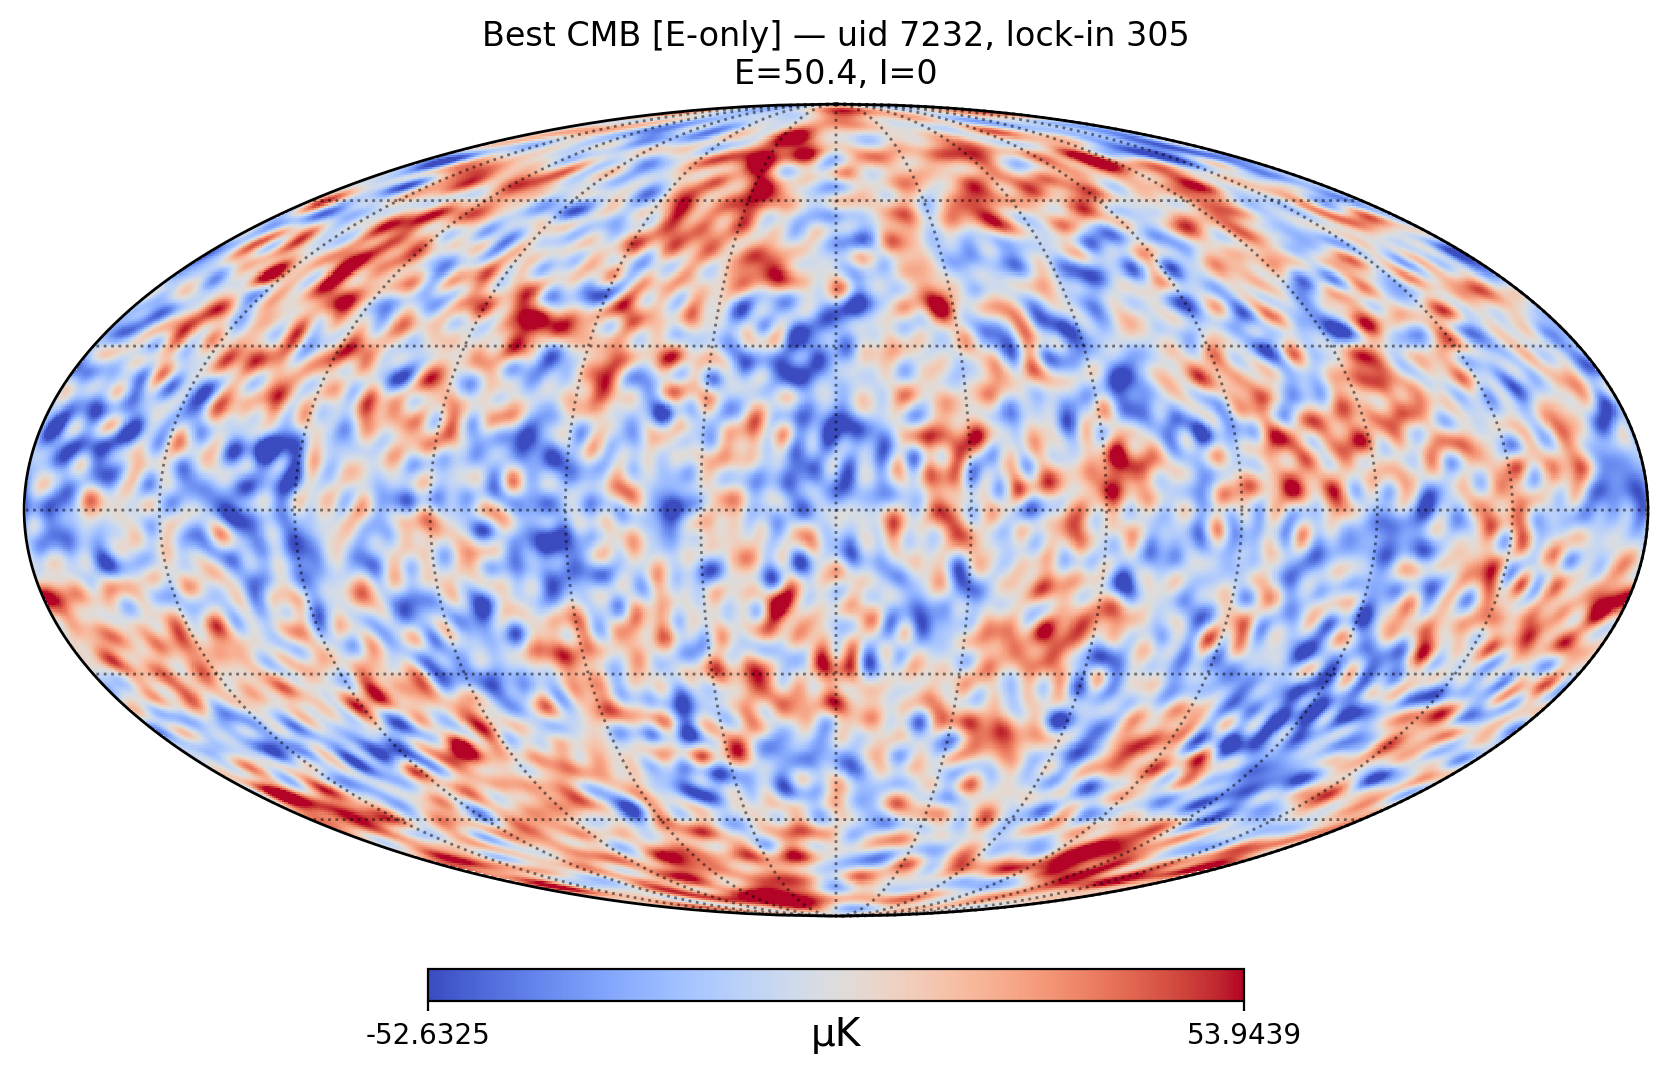 Best CMB [E-only] — uid 7232, lock-in 305
E=50.4, I=0
-52.6325
μK
53.9439